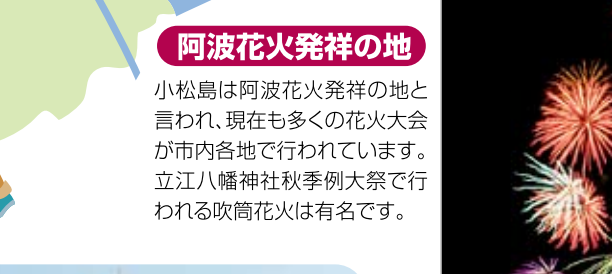 阿波花火発祥の地
小松島は阿波花火発祥の地と
言われ、現在も多くの花火大会
が市内各地で行われています。
立江八幡神社秋季例大祭で行
われる吹筒花火は有名です。